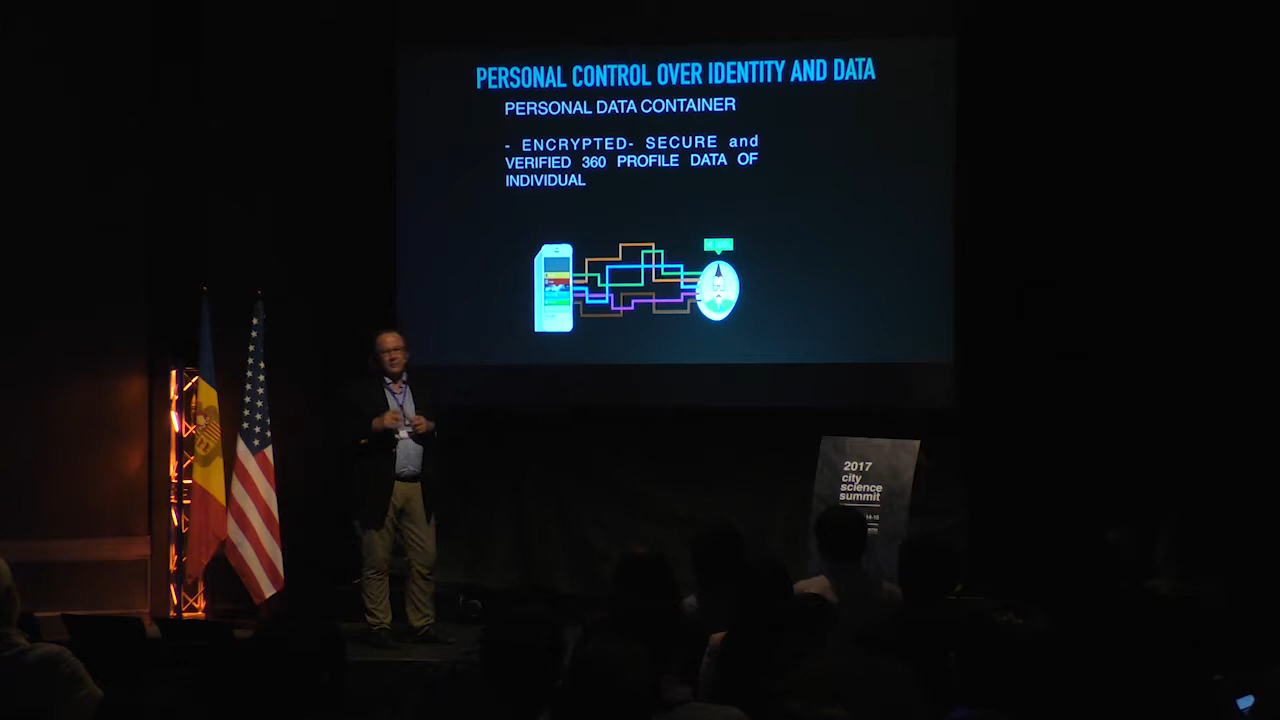 PERSONAL CONTROL OVER IDENTITY AND DATA
PERSONAL DATA CONTAINER
- ENCRYPTED- SECURE and
VERIFIED 360 PROFILE DATA OF
INDIVIDUAL
2017
city
science
summit